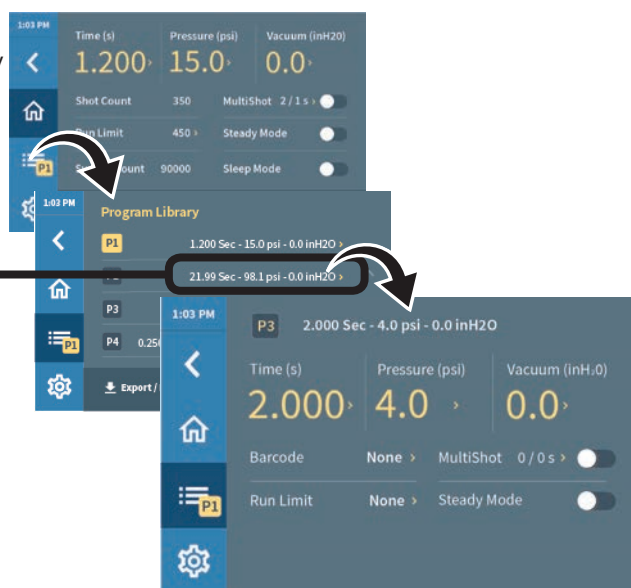 1:03 PM
Time (s) Pressure (psi) Vacuum (inH20)
1.200 › 15.0 › 0.0 ›
Shot Count 350 MultiShot 2 / 1 s ›
Limit 450 › Steady Mode
P1 90000 Sleep Mode
1:03 PM
Program Library
P1 1.200 Sec - 15.0 psi - 0.0 inH2O ›
21.99 Sec - 98.1 psi - 0.0 inH2O ›
P3
P1 P4
Export /
1:03 PM
P3 2.000 Sec - 4.0 psi - 0.0 inH2O
Time (s) Pressure (psi) Vacuum (inH₂0)
2.000 › 4.0 › 0.0 ›
Barcode None › MultiShot 0 / 0 s ›
P1 Run Limit None › Steady Mode